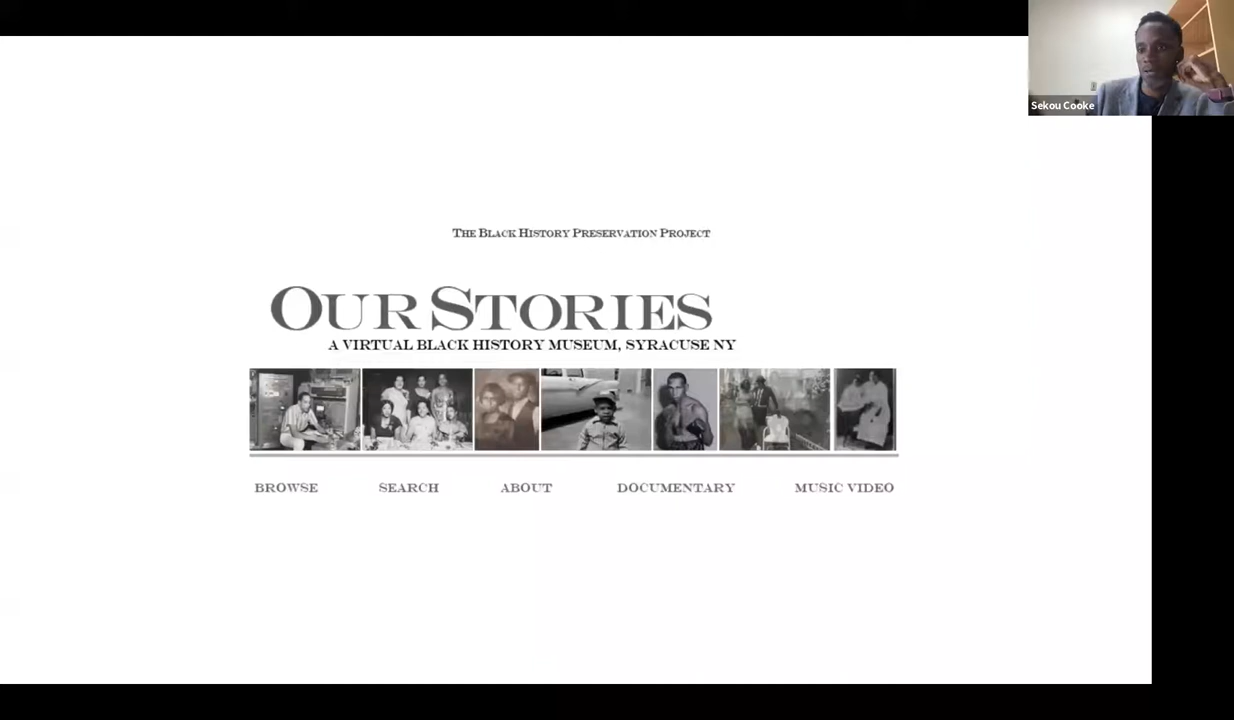 Sekou Cooke
THE BLACK HISTORY PRESERVATION PROJECT
OUR STORIES
A VIRTUAL BLACK HISTORY MUSEUM, SYRACUSE NY
BROWSE SEARCH ABOUT DOCUMENTARY MUSIC VIDEO